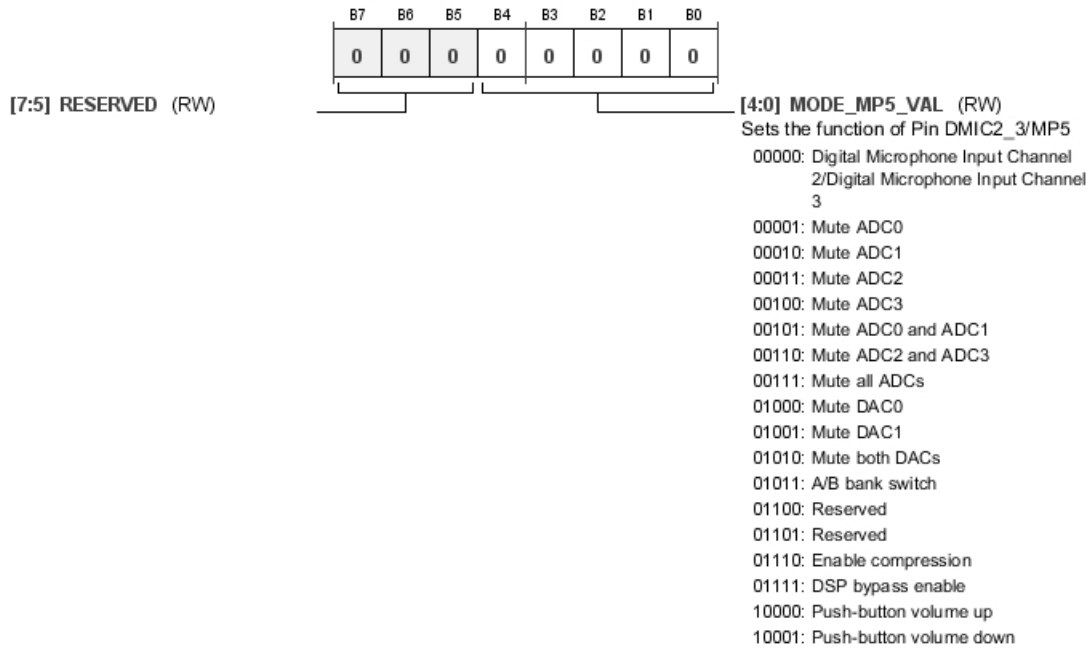 B7 B6 B5 B4 B3 B2 B1 B0
0 0 0 0 0 0 0 0
[7:5] RESERVED (RW)
[4:0] MODE_MP5_VAL (RW)
Sets the function of Pin DMIC2_3/MP5
00000: Digital Microphone Input Channel
2/Digital Microphone Input Channel
3
00001: Mute ADC0
00010: Mute ADC1
00011: Mute ADC2
00100: Mute ADC3
00101: Mute ADC0 and ADC1
00110: Mute ADC2 and ADC3
00111: Mute all ADCs
01000: Mute DAC0
01001: Mute DAC1
01010: Mute both DACs
01011: A/B bank switch
01100: Reserved
01101: Reserved
01110: Enable compression
01111: DSP bypass enable
10000: Push-button volume up
10001: Push-button volume down